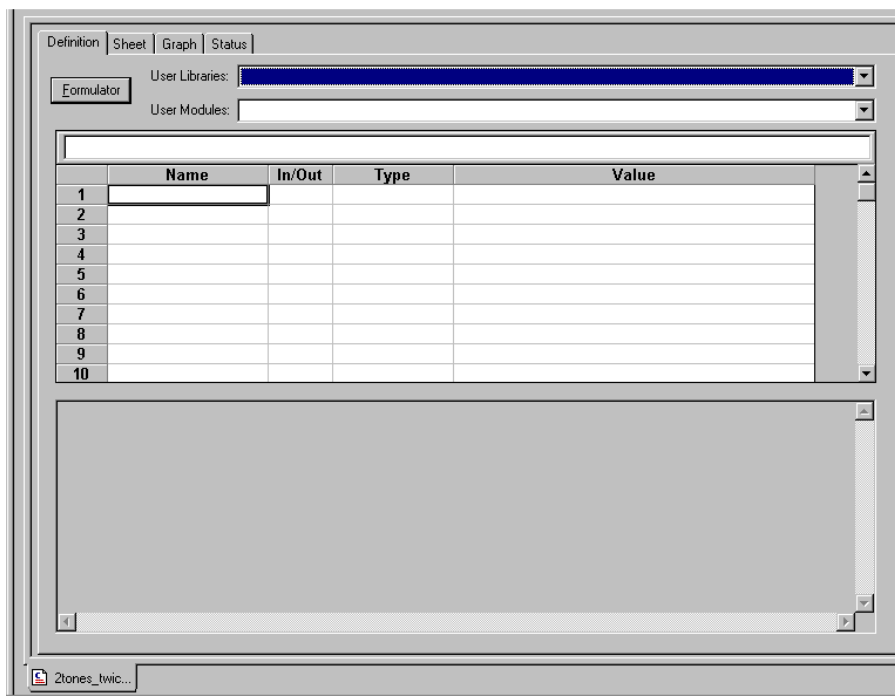 Definition Sheet Graph Status
Formulator
User Libraries:
User Modules:
Name In/Out Type Value
1
2
3
4
5
6
7
8
9
10
2tones_twic...